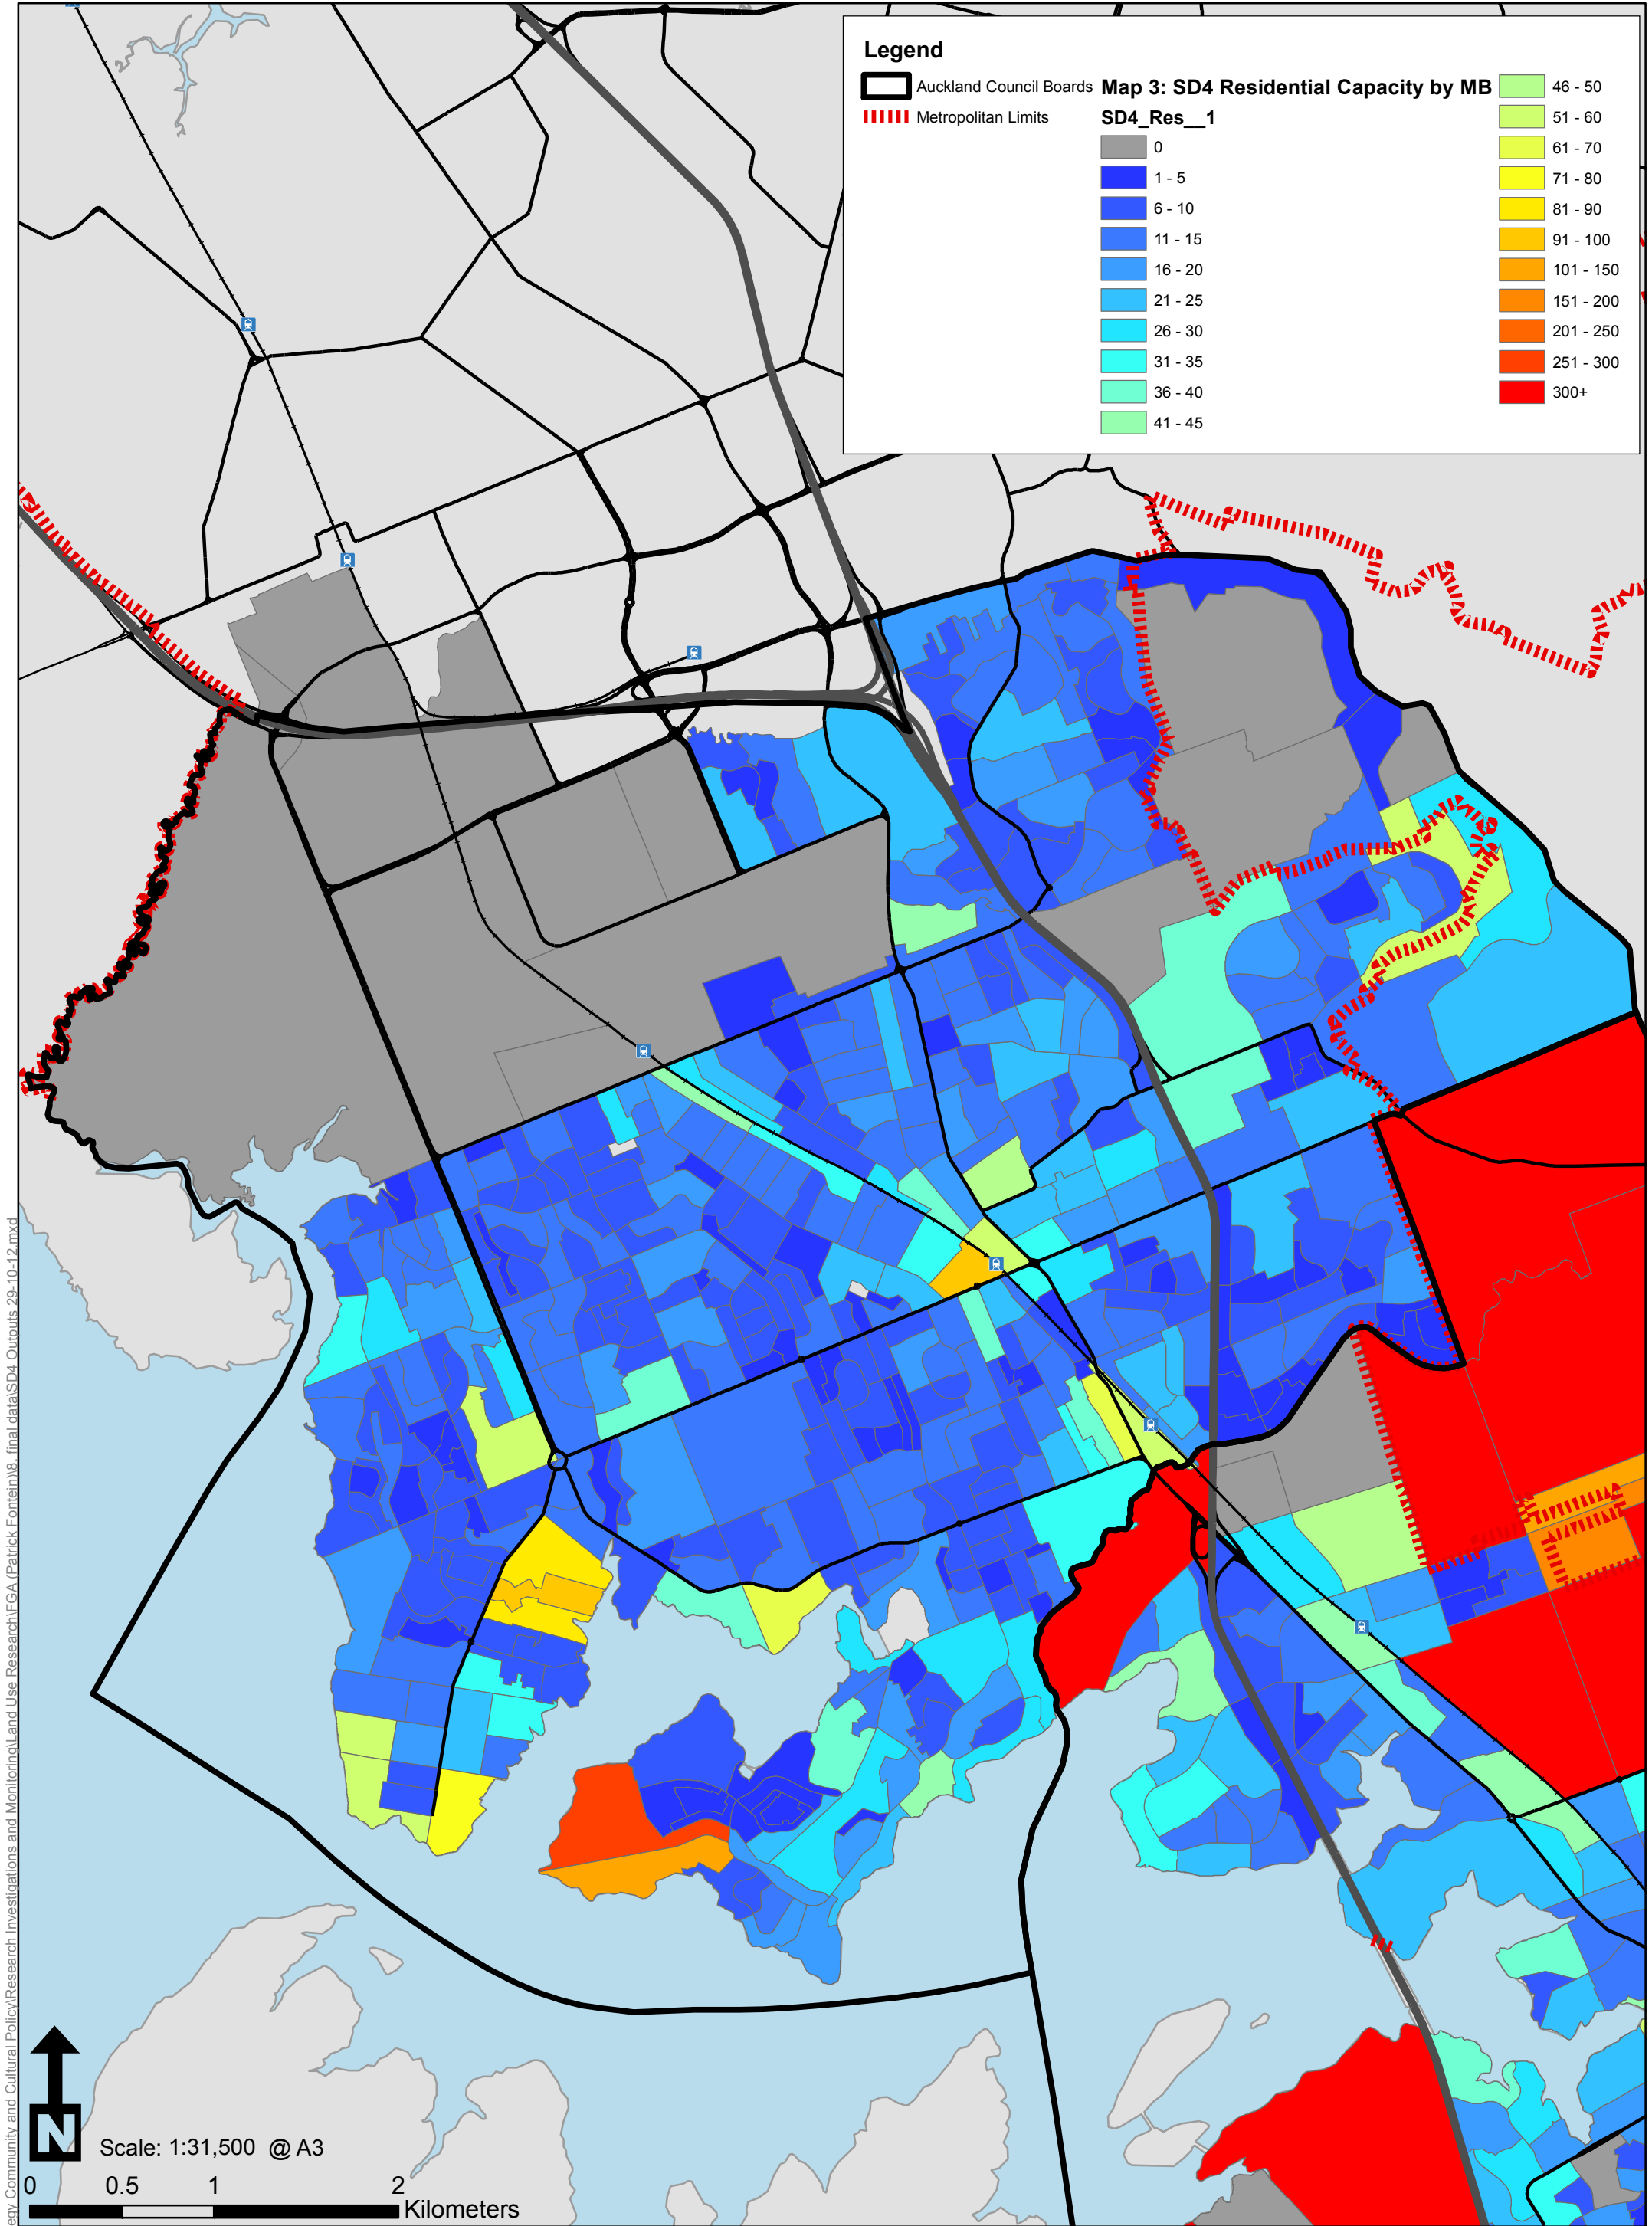 Legend
Auckland Council Boards
Metropolitan Limits
Map 3: SD4 Residential Capacity by MB
SD4_Res__1
0
1 - 5
6 - 10
11 - 15
16 - 20
21 - 25
26 - 30
31 - 35
36 - 40
41 - 45
46 - 50
51 - 60
61 - 70
71 - 80
81 - 90
91 - 100
101 - 150
151 - 200
201 - 250
251 - 300
300+
egy Community and Cultural Policy\Research Investigations and Monitoring\Land Use Research\FGA (Patrick Fontein)\8. final data\SD4 Outputs 29-10-12.mxd
N
Scale: 1:31,500 @ A3
0 0.5 1 2
Kilometers